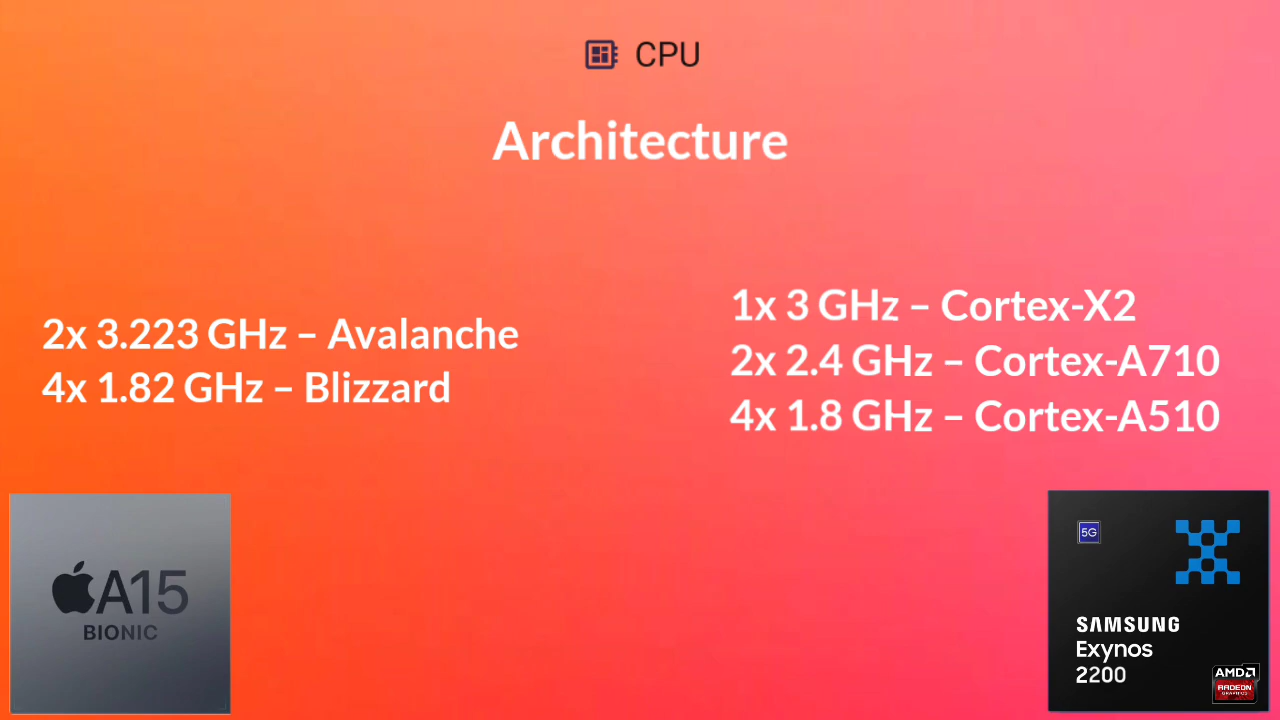 CPU
Architecture
2x 3.223 GHz – Avalanche
4x 1.82 GHz – Blizzard
1x 3 GHz – Cortex-X2
2x 2.4 GHz – Cortex-A710
4x 1.8 GHz – Cortex-A510
A15
BIONIC
5G
SAMSUNG
Exynos
2200
AMD
RADEON
GRAPHICS